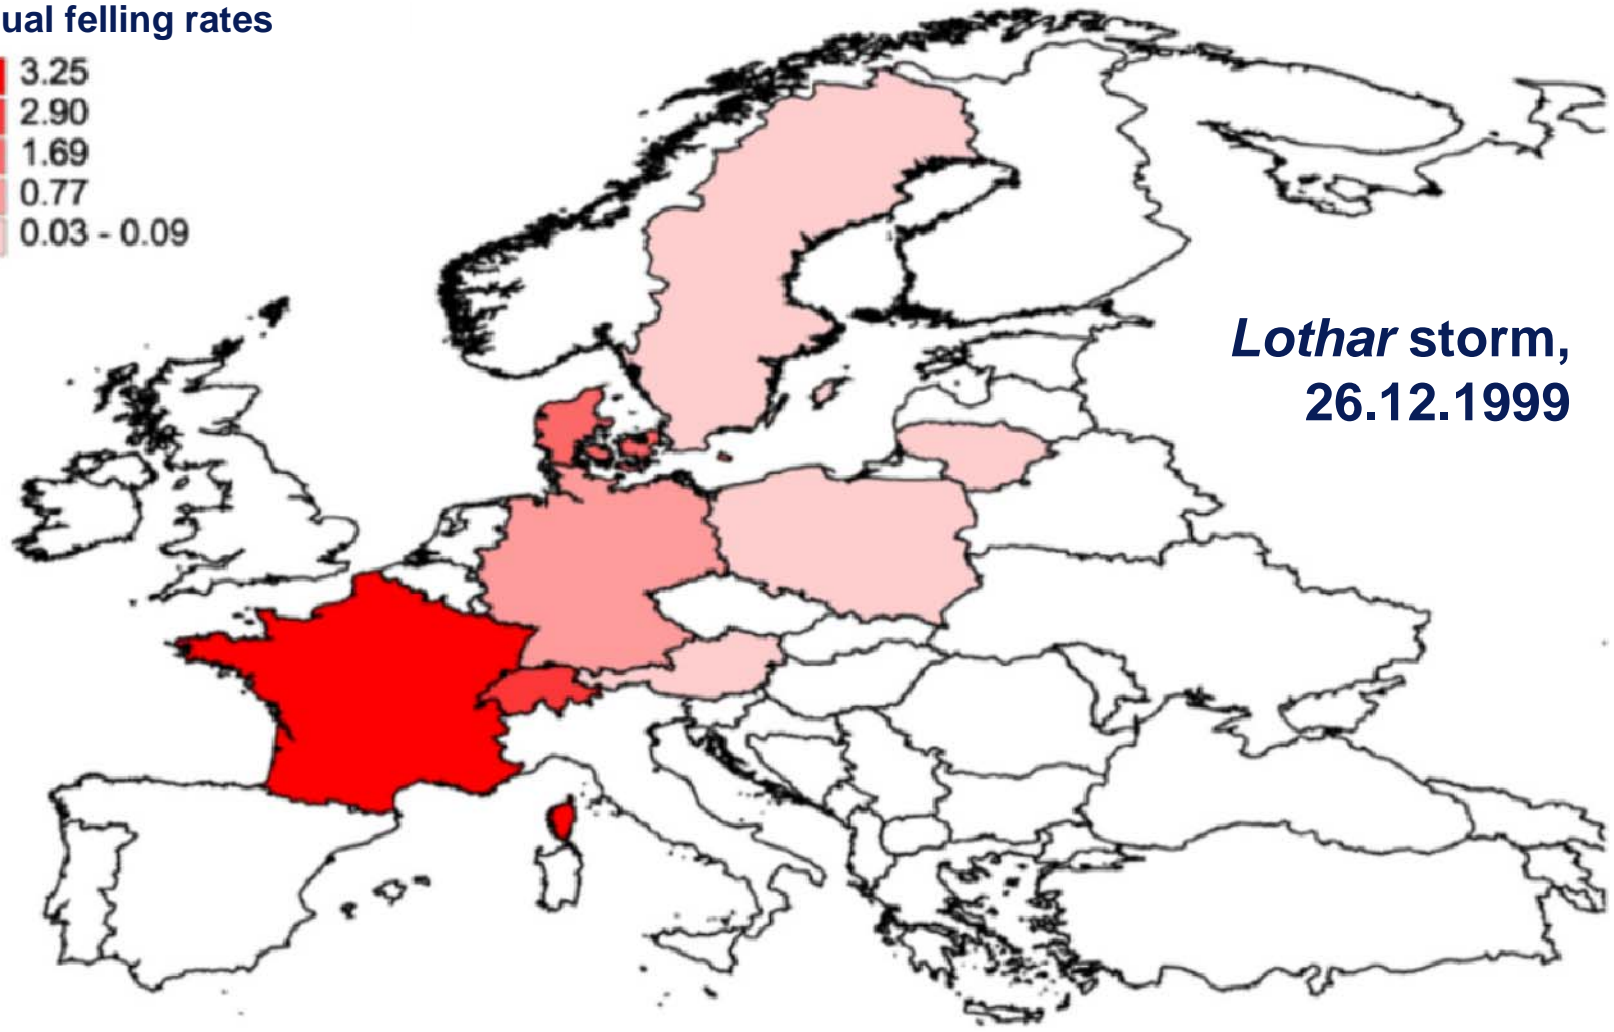 ual felling rates
3.25
2.90
1.69
0.77
0.03 - 0.09
Lothar storm,
26.12.1999